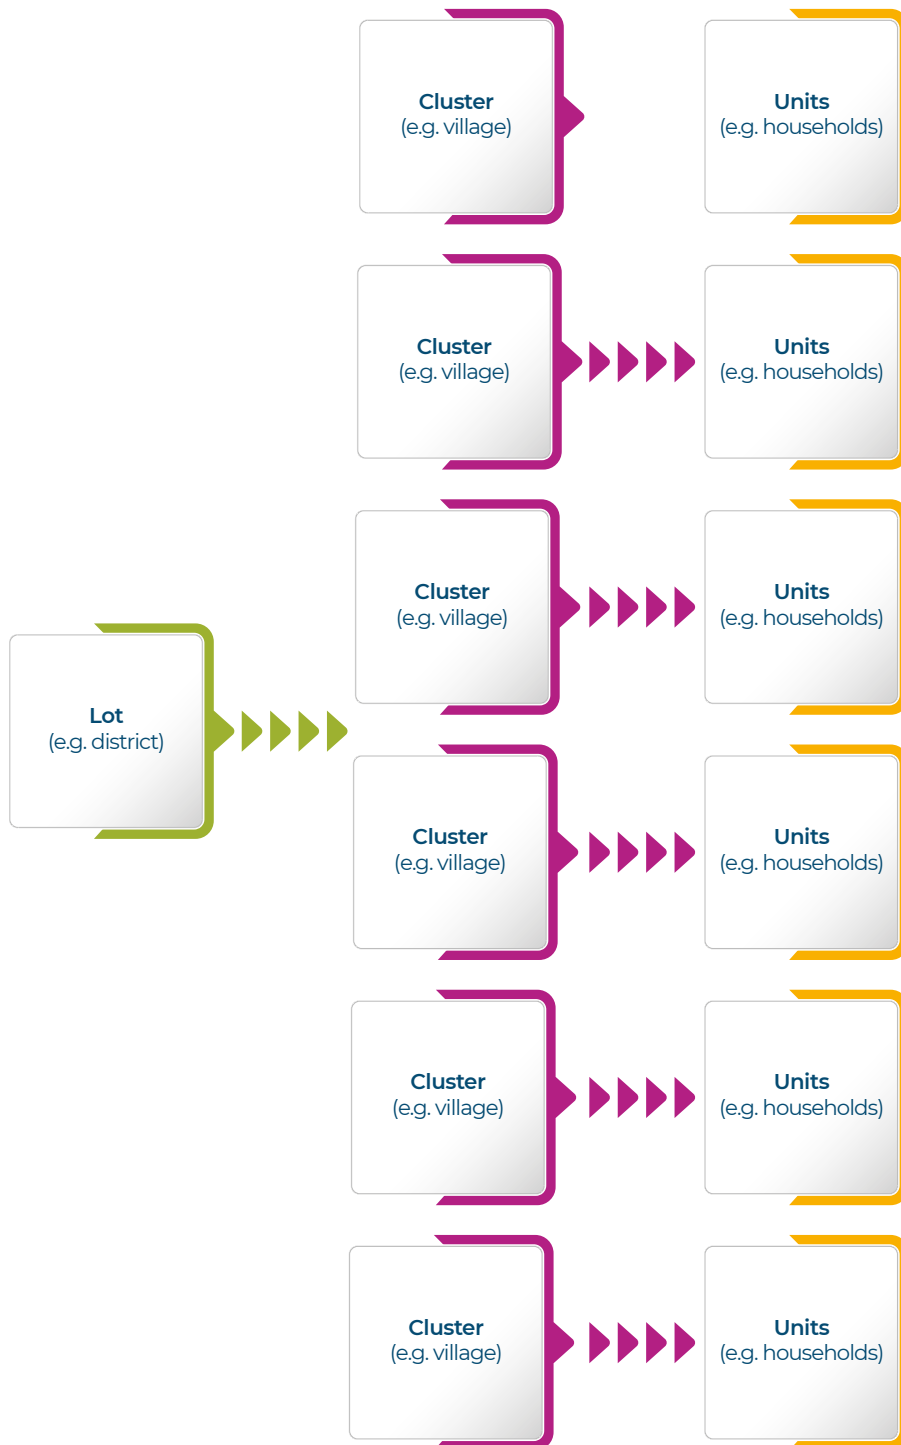 Cluster
(e.g. village)
Units
(e.g. households)
Cluster
(e.g. village)
Units
(e.g. households)
Cluster
(e.g. village)
Units
(e.g. households)
Lot
(e.g. district)
Cluster
(e.g. village)
Units
(e.g. households)
Cluster
(e.g. village)
Units
(e.g. households)
Cluster
(e.g. village)
Units
(e.g. households)